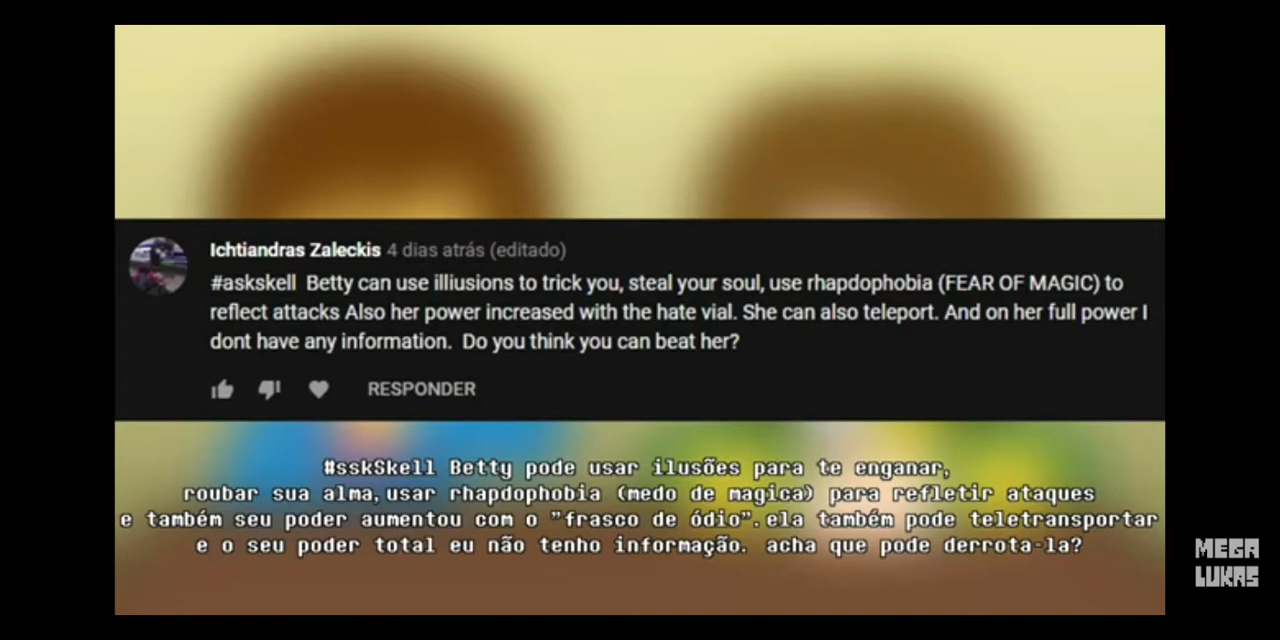 Ichtiandras Zaleckis 4 dias atrás (editado)
#askskell Betty can use illiusions to trick you, steal your soul, use rhapdophobia (FEAR OF MAGIC) to
reflect attacks Also her power increased with the hate vial. She can also teleport. And on her full power I
dont have any information. Do you think you can beat her?
RESPONDER
#sskSkell Betty pode usar ilusões para te enganar,
roubar sua alma, usar rhapdophobia (medo de magica) para refletir ataques
e também seu poder aumentou com o "frasco de ódio". ela também pode teletransportar
e o seu poder total eu não tenho informação. acha que pode derrota-la?
MEGA
LUKAS